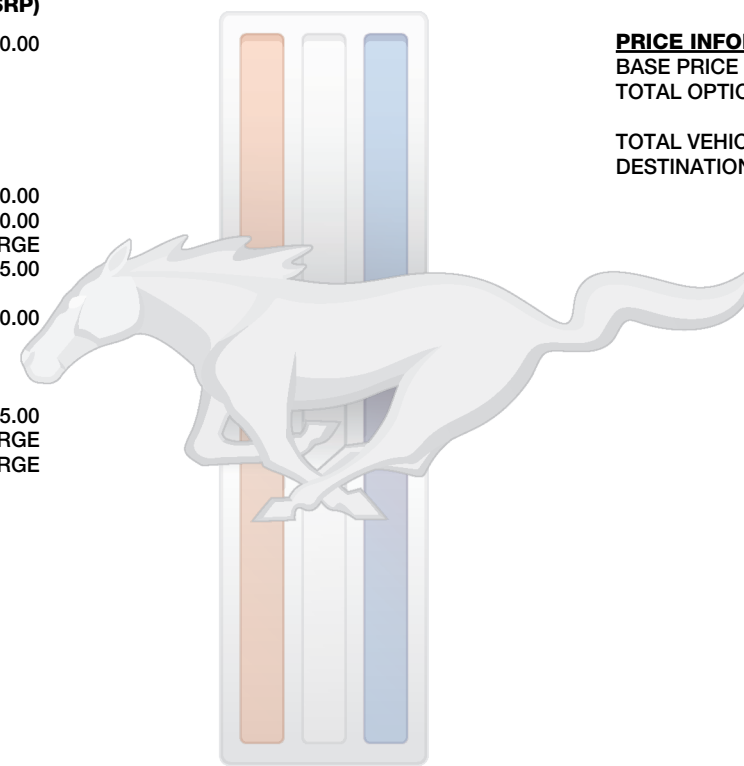 SRP)
0.00
0.00
0.00
RGE
5.00
0.00
5.00
RGE
RGE
PRICE INFO
BASE PRICE
TOTAL OPTIO
TOTAL VEHIC
DESTINATION